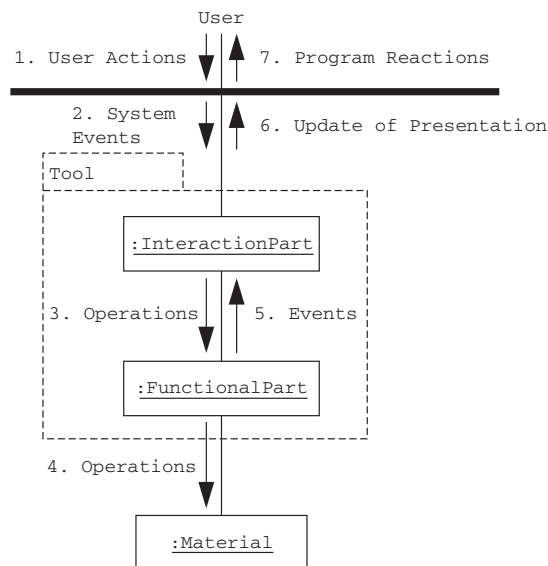 User
1. User Actions
7. Program Reactions
2. System
Events
6. Update of Presentation
Tool
:InteractionPart
3. Operations
5. Events
:FunctionalPart
4. Operations
:Material